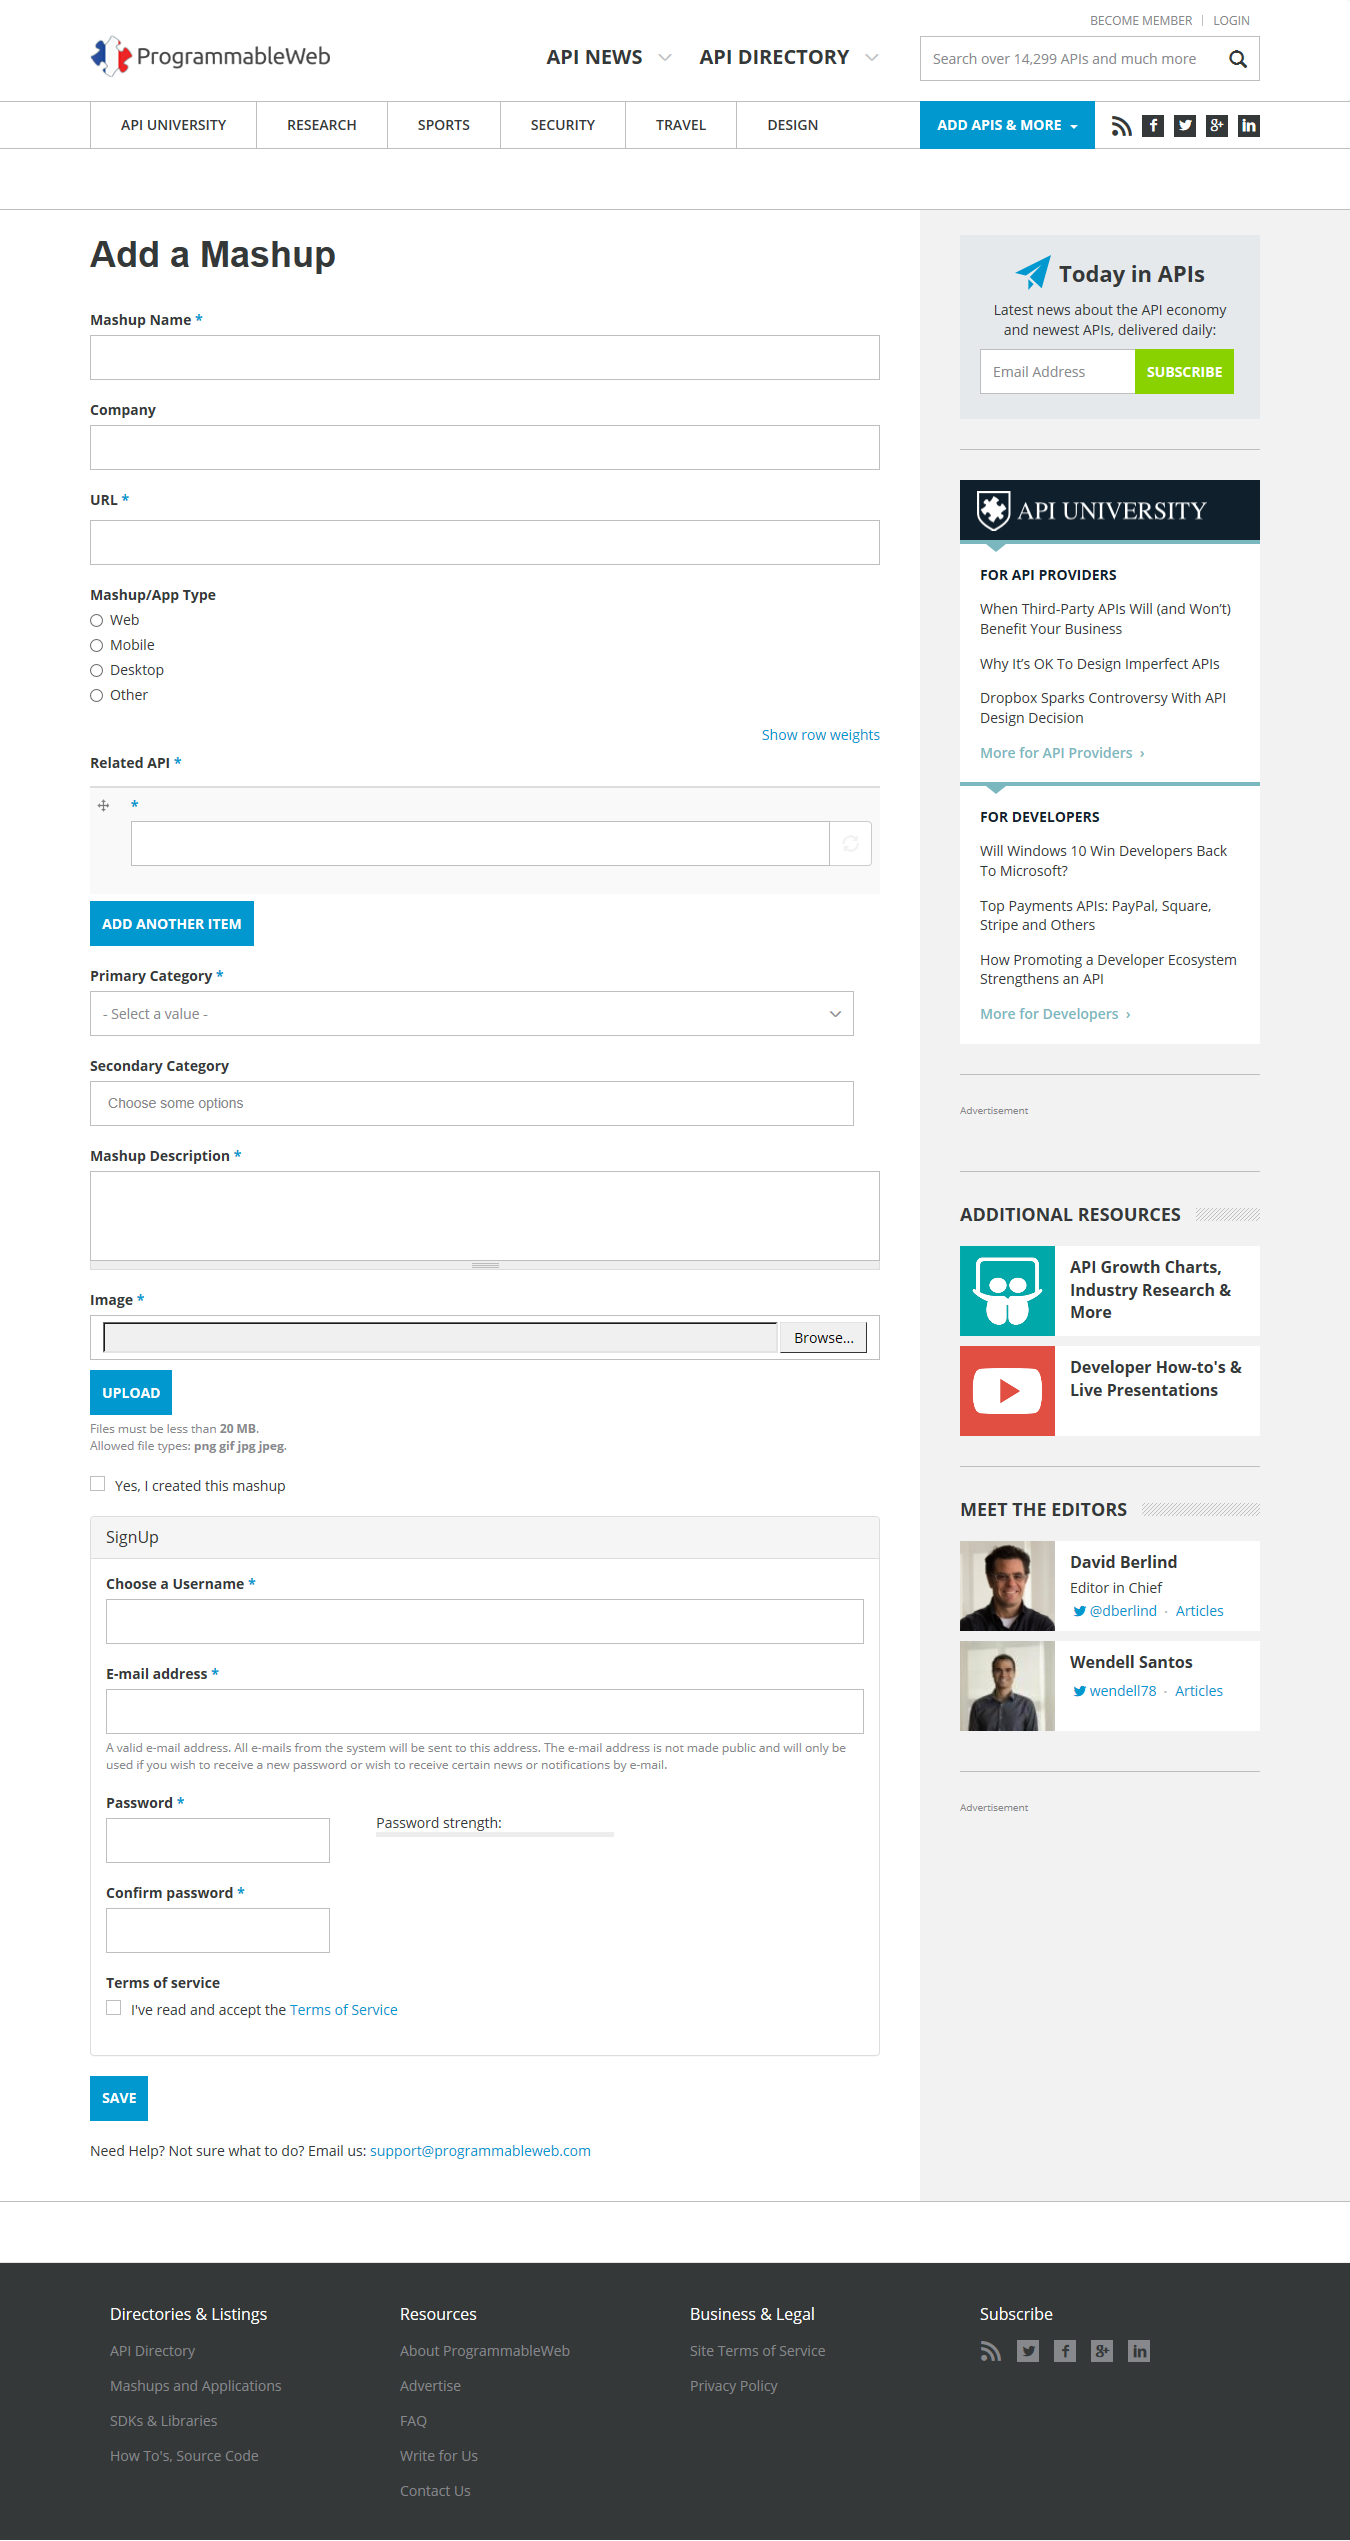 BECOME MEMBER
LOGIN
ProgrammableWeb
API NEWS
API DIRECTORY
Search over 14,299 APIs and much more
API UNIVERSITY
RESEARCH
SPORTS
SECURITY
TRAVEL
DESIGN
ADD APIS & MORE
Add a Mashup
Mashup Name *
Company
URL *
Mashup/App Type
Web
Mobile
Desktop
Other
Show row weights
Related API *
*
ADD ANOTHER ITEM
Primary Category *
- Select a value -
Secondary Category
Choose some options
Mashup Description *
Image *
Browse...
UPLOAD
Files must be less than 20 MB.
Allowed file types: png gif jpg jpeg.
Yes, I created this mashup
SignUp
Choose a Username *
E-mail address *
A valid e-mail address. All e-mails from the system will be sent to this address. The e-mail address is not made public and will only be
used if you wish to receive a new password or wish to receive certain news or notifications by e-mail.
Password *
Password strength:
Confirm password *
Terms of service
I've read and accept the Terms of Service
SAVE
Need Help? Not sure what to do? Email us: support@programmableweb.com
Today in APIs
Latest news about the API economy
and newest APIs, delivered daily:
Email Address
SUBSCRIBE
API UNIVERSITY
FOR API PROVIDERS
When Third-Party APIs Will (and Won’t)
Benefit Your Business
Why It’s OK To Design Imperfect APIs
Dropbox Sparks Controversy With API
Design Decision
More for API Providers ›
FOR DEVELOPERS
Will Windows 10 Win Developers Back
To Microsoft?
Top Payments APIs: PayPal, Square,
Stripe and Others
How Promoting a Developer Ecosystem
Strengthens an API
More for Developers ›
Advertisement
ADDITIONAL RESOURCES
API Growth Charts,
Industry Research &
More
Developer How-to's &
Live Presentations
MEET THE EDITORS
David Berlind
Editor in Chief
@dberlind · Articles
Wendell Santos
wendell78 · Articles
Advertisement
Directories & Listings
API Directory
Mashups and Applications
SDKs & Libraries
How To's, Source Code
Resources
About ProgrammableWeb
Advertise
FAQ
Write for Us
Contact Us
Business & Legal
Site Terms of Service
Privacy Policy
Subscribe